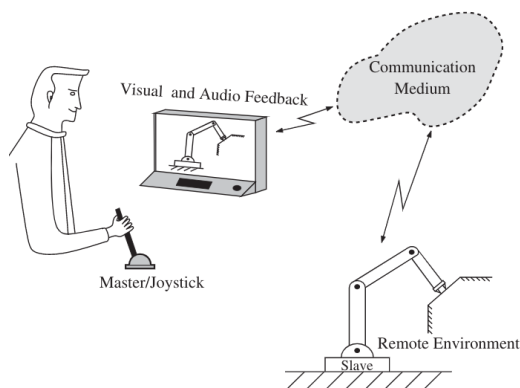 Visual and Audio Feedback
Communication
Medium
Master/Joystick
Remote Environment
Slave